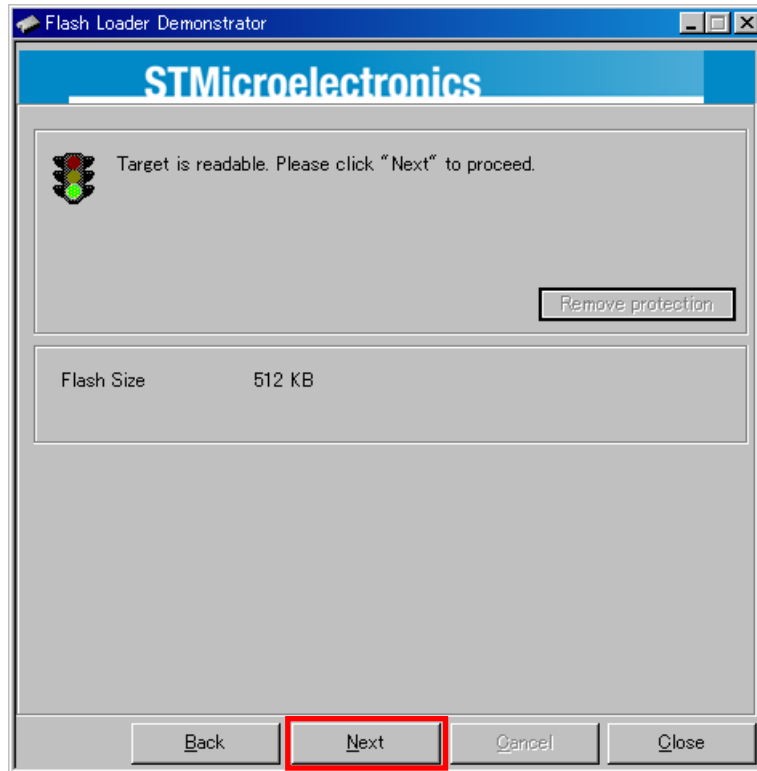 Flash Loader Demonstrator
STMicroelectronics
Target is readable. Please click "Next" to proceed.
Remove protection
Flash Size 512 KB
Back Next Cancel Close